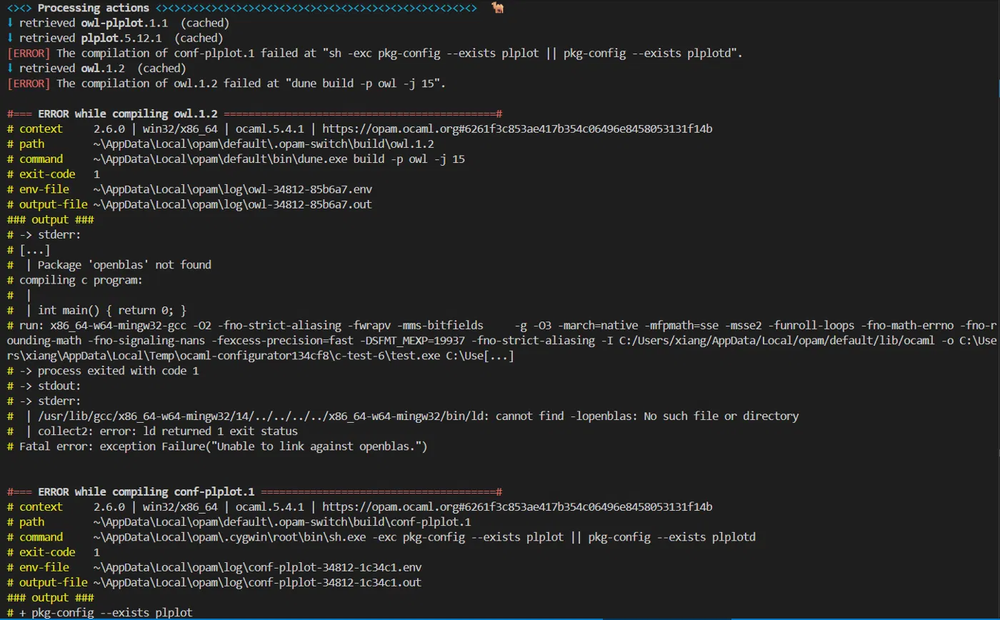 <><> Processing actions <><><><><><><><><><><><><><><><><><><><><><><><><><> 🐫
⬇ retrieved owl-plplot.1.1  (cached)
⬇ retrieved plplot.5.12.1  (cached)
[ERROR] The compilation of conf-plplot.1 failed at "sh -exc pkg-config --exists plplot || pkg-config --exists plplotd".
⬇ retrieved owl.1.2  (cached)
[ERROR] The compilation of owl.1.2 failed at "dune build -p owl -j 15".
#=== ERROR while compiling owl.1.2 ============================================#
# context     2.6.0 | win32/x86_64 | ocaml.5.4.1 | https://opam.ocaml.org#6261f3c853ae417b354c06496e8458053131f14b
# path        ~\AppData\Local\opam\default\.opam-switch\build\owl.1.2
# command     ~\AppData\Local\opam\default\bin\dune.exe build -p owl -j 15
# exit-code   1
# env-file    ~\AppData\Local\opam\log\owl-34812-85b6a7.env
# output-file ~\AppData\Local\opam\log\owl-34812-85b6a7.out
### output ###
# -> stderr:
# [...]
#  | Package 'openblas' not found
# compiling c program:
#  |
#  | int main() { return 0; }
# run: x86_64-w64-mingw32-gcc -O2 -fno-strict-aliasing -fwrapv -mms-bitfields     -g -O3 -march=native -mfpmath=sse -msse2 -funroll-loops -fno-math-errno -fno-r
ounding-math -fno-signaling-nans -fexcess-precision=fast -DSFMT_MEXP=19937 -fno-strict-aliasing -I C:/Users/xiang/AppData/Local/opam/default/lib/ocaml -o C:\Use
rs\xiang\AppData\Local\Temp\ocaml-configurator134cf8\c-test-6\test.exe C:\Use[...]
# -> process exited with code 1
# -> stdout:
# -> stderr:
#  | /usr/lib/gcc/x86_64-w64-mingw32/14/../../../../x86_64-w64-mingw32/bin/ld: cannot find -lopenblas: No such file or directory
#  | collect2: error: ld returned 1 exit status
# Fatal error: exception Failure("Unable to link against openblas.")
#=== ERROR while compiling conf-plplot.1 ======================================#
# context     2.6.0 | win32/x86_64 | ocaml.5.4.1 | https://opam.ocaml.org#6261f3c853ae417b354c06496e8458053131f14b
# path        ~\AppData\Local\opam\default\.opam-switch\build\conf-plplot.1
# command     ~\AppData\Local\opam\.cygwin\root\bin\sh.exe -exc pkg-config --exists plplot || pkg-config --exists plplotd
# exit-code   1
# env-file    ~\AppData\Local\opam\log\conf-plplot-34812-1c34c1.env
# output-file ~\AppData\Local\opam\log\conf-plplot-34812-1c34c1.out
### output ###
# + pkg-config --exists plplot